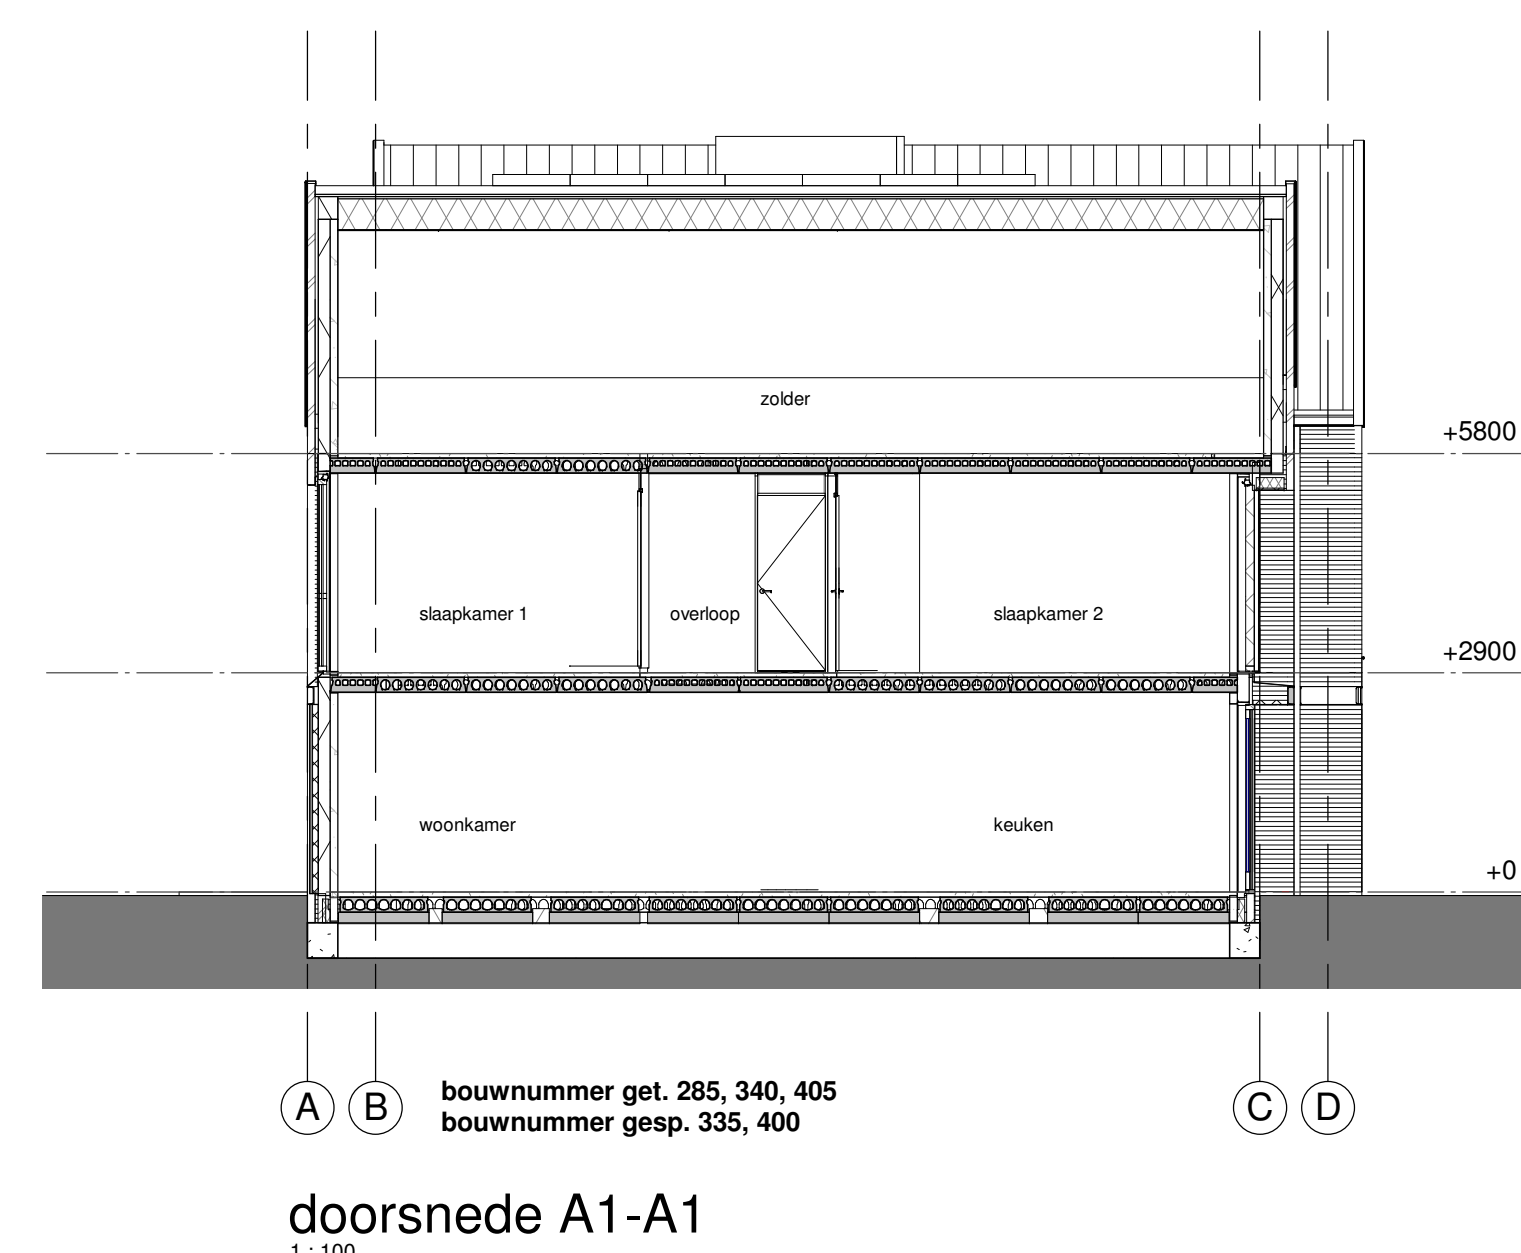 zolder
+5800
slaapkamer 1
overloop
slaapkamer 2
+2900
woonkamer
keuken
+0
A
B
C
D
bouwnummer get. 285, 340, 405
bouwnummer gesp. 335, 400
doorsnede A1-A1
1 : 100